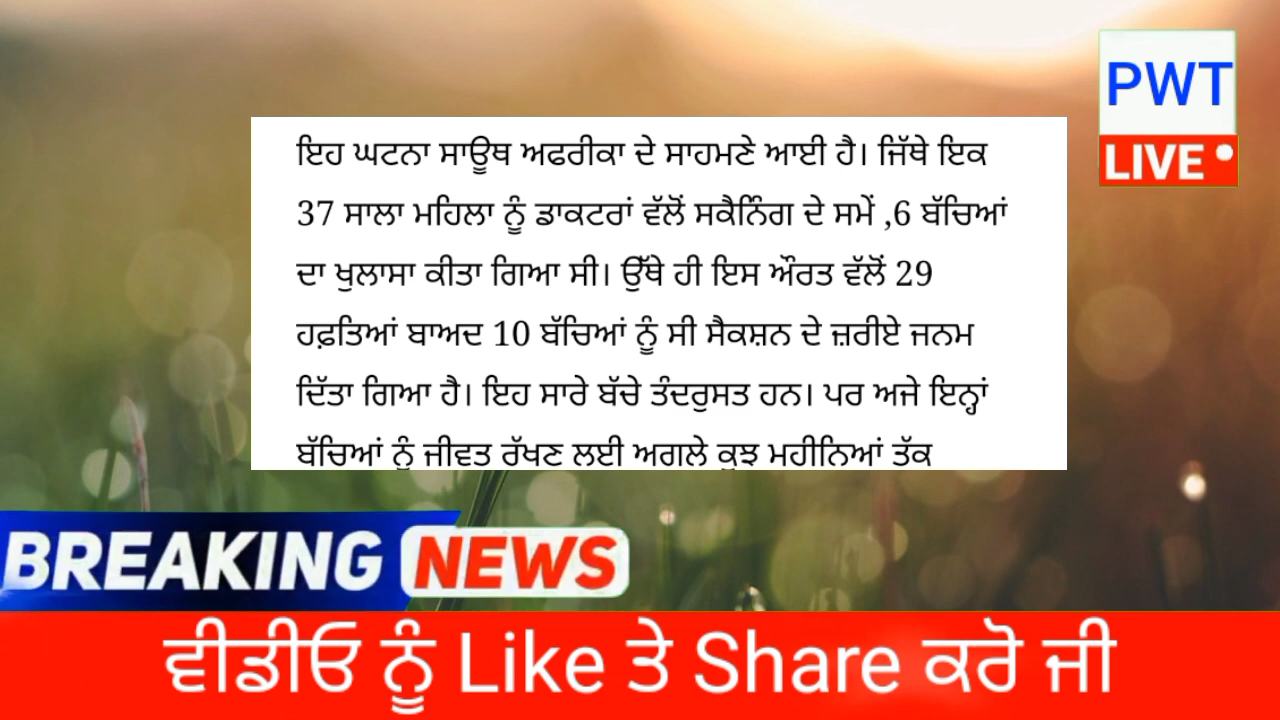 PWT
LIVE
ਇਹ ਘਟਨਾ ਸਾਊਥ ਅਫਰੀਕਾ ਦੇ ਸਾਹਮਣੇ ਆਈ ਹੈ। ਜਿੱਥੇ ਇਕ
37 ਸਾਲਾ ਮਹਿਲਾ ਨੂੰ ਡਾਕਟਰਾਂ ਵੱਲੋਂ ਸਕੈਨਿੰਗ ਦੇ ਸਮੇਂ ,6 ਬੱਚਿਆਂ
ਦਾ ਖੁਲਾਸਾ ਕੀਤਾ ਗਿਆ ਸੀ। ਉੱਥੇ ਹੀ ਇਸ ਔਰਤ ਵੱਲੋਂ 29
ਹਫ਼ਤਿਆਂ ਬਾਅਦ 10 ਬੱਚਿਆਂ ਨੂੰ ਸੀ ਸੈਕਸ਼ਨ ਦੇ ਜ਼ਰੀਏ ਜਨਮ
ਦਿੱਤਾ ਗਿਆ ਹੈ। ਇਹ ਸਾਰੇ ਬੱਚੇ ਤੰਦਰੁਸਤ ਹਨ। ਪਰ ਅਜੇ ਇਨ੍ਹਾਂ
ਬੱਚਿਆਂ ਨੂੰ ਜੀਵਤ ਰੱਖਣ ਲਈ ਅਗਲੇ ਕੁਝ ਮਹੀਨਿਆਂ ਤੱਕ
BREAKING NEWS
ਵੀਡੀਓ ਨੂੰ Like ਤੇ Share ਕਰੋ ਜੀ